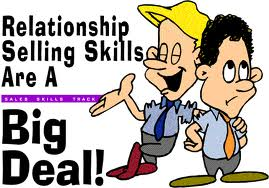 Relationship
Selling Skills
Are A
SALES SKILLS TRACK
Big
Deal!